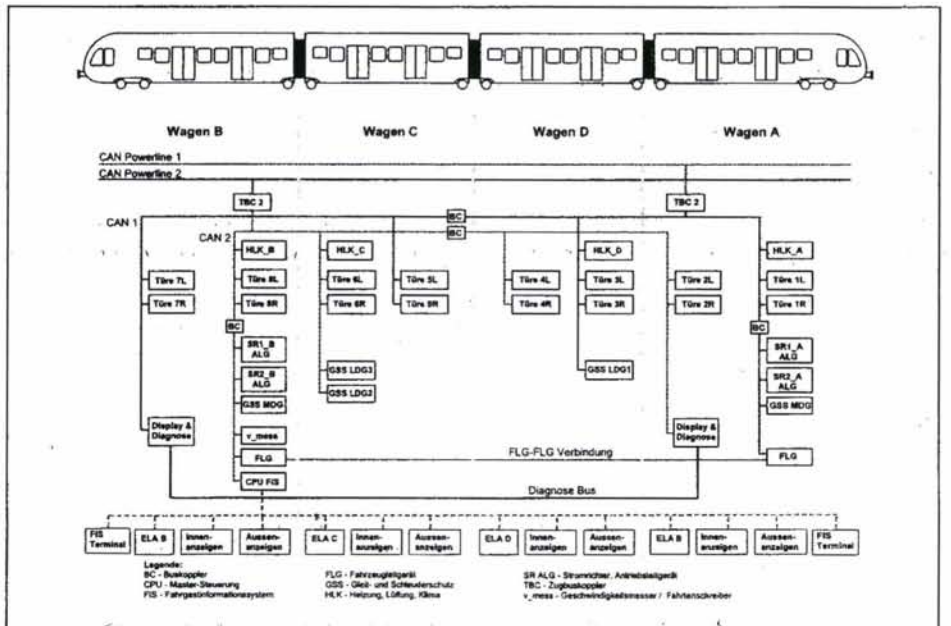 Wagen B Wagen C Wagen D Wagen A
CAN Powerline 1
CAN Powerline 2
TBC 2 TBC 2
CAN 1 BC
CAN 2 BC
HLK_B HLK_C HLK_D HLK_A
Türe 7L Türe 8L Türe 6L Türe 5L Türe 4L Türe 3L Türe 2L Türe 1L
Türe 7R Türe 8R Türe 6R Türe 5R Türe 4R Türe 3R Türe 2R Türe 1R
BC BC
SR1_B ALG SR1_A ALG
GSS LDG3 GSS LDG1
SR2_B ALG SR2_A ALG
GSS LDG2
GSS MDG GSS MDG
Display & Diagnose v_mess Display & Diagnose
FLG FLG-FLG Verbindung FLG
CPU FIS Diagnose Bus
FIS Terminal ELA B Innen-anzeigen Aussen-anzeigen ELA C Innen-anzeigen Aussen-anzeigen ELA D Innen-anzeigen Aussen-anzeigen ELA B Innen-anzeigen Aussen-anzeigen FIS Terminal
Legende:
BC - Buskoppler FLG - Fahrzeugleitgerät SR ALG - Stromrichter, Antriebsleitgerät
CPU - Master-Steuerung GSS - Gleit- und Schleuderschutz TBC - Zugbuskoppler
FIS - Fahrgastinformationssystem HLK - Heizung, Lüftung, Klima v_mess - Geschwindigkeitsmesser / Fahrtenschreiber